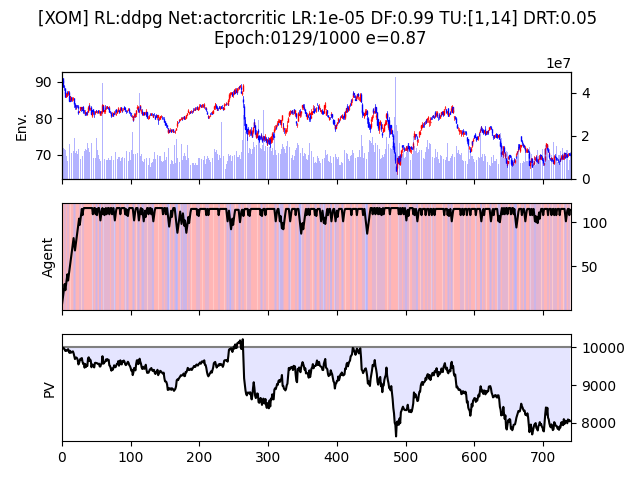 [XOM] RL:ddpg Net:actorcritic LR:1e-05 DF:0.99 TU:[1,14] DRT:0.05
Epoch:0129/1000 e=0.87
1e7
90
80
70
Env.
4
2
0
Agent
100
50
PV
10000
9000
8000
0 100 200 300 400 500 600 700